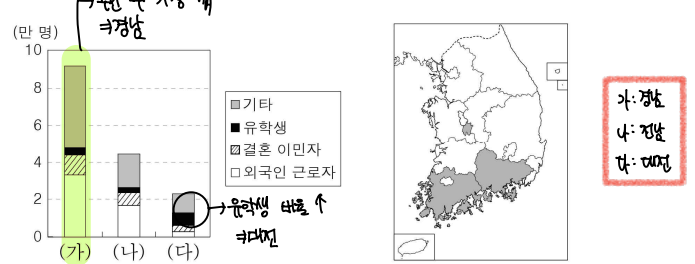 ⇒경남
(만 명)
10
8
6
4
2
0
(가) (나) (다)
기타
유학생
결혼 이민자
외국인 근로자
→유학생 비율 ↑
⇒대전
가: 경남
나: 전남
다: 대전